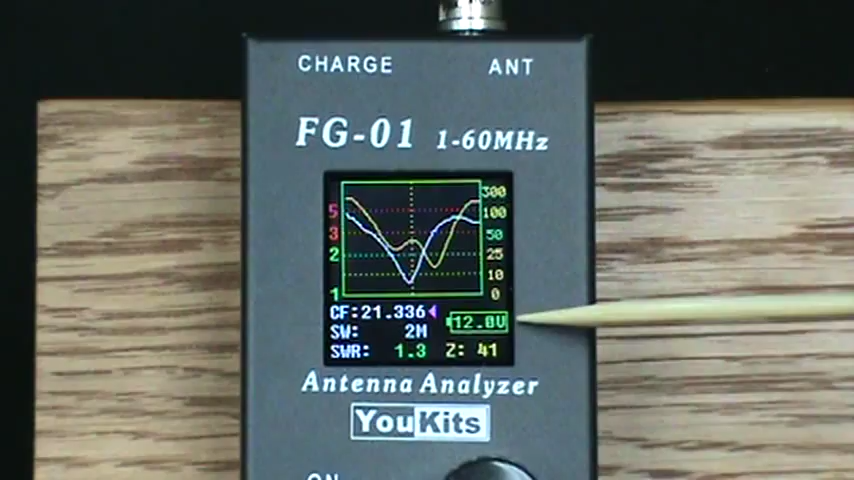 CHARGE ANT
FG-01 1-60MHz
300
5 100
3 50
2 25
10
1 0
CF:21.336
12.0V
SW: 2M
SWR: 1.3 Z: 41
Antenna Analyzer
YouKits
ON